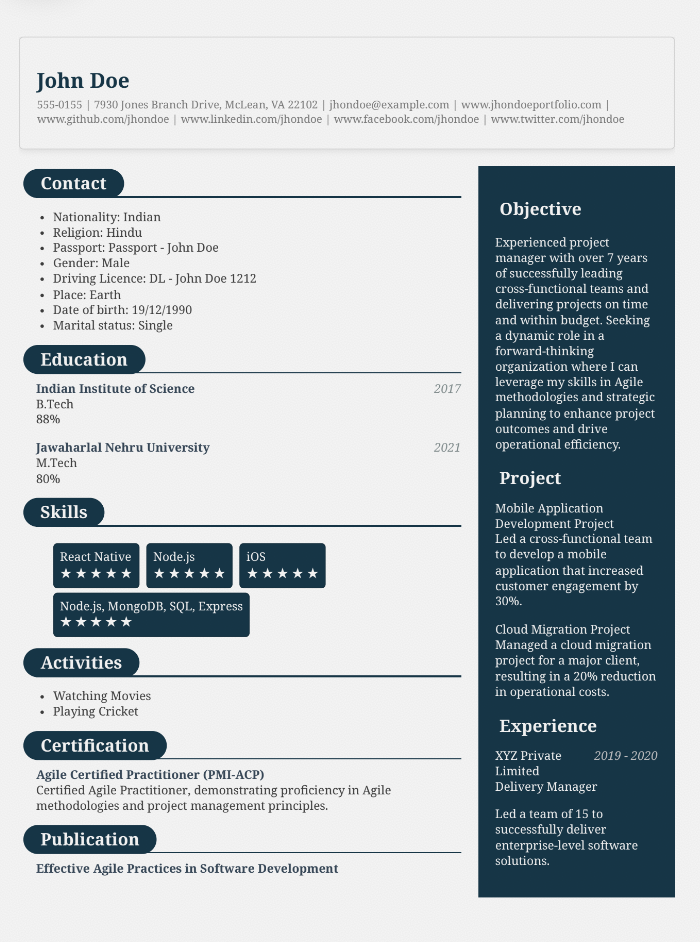 John Doe
555-0155 | 7930 Jones Branch Drive, McLean, VA 22102 | jhondoe@example.com | www.jhondoeportfolio.com |
www.github.com/jhondoe | www.linkedin.com/jhondoe | www.facebook.com/jhondoe | www.twitter.com/jhondoe
Contact
• Nationality: Indian
• Religion: Hindu
• Passport: Passport - John Doe
• Gender: Male
• Driving Licence: DL - John Doe 1212
• Place: Earth
• Date of birth: 19/12/1990
• Marital status: Single
Education
Indian Institute of Science 2017
B.Tech
88%
Jawaharlal Nehru University 2021
M.Tech
80%
Skills
React Native Node.js iOS
★★★★★ ★★★★★ ★★★★★
Node.js, MongoDB, SQL, Express
★★★★★
Activities
• Watching Movies
• Playing Cricket
Certification
Agile Certified Practitioner (PMI-ACP)
Certified Agile Practitioner, demonstrating proficiency in Agile
methodologies and project management principles.
Publication
Effective Agile Practices in Software Development
Objective
Experienced project
manager with over 7 years
of successfully leading
cross-functional teams and
delivering projects on time
and within budget. Seeking
a dynamic role in a
forward-thinking
organization where I can
leverage my skills in Agile
methodologies and strategic
planning to enhance project
outcomes and drive
operational efficiency.
Project
Mobile Application
Development Project
Led a cross-functional team
to develop a mobile
application that increased
customer engagement by
30%.
Cloud Migration Project
Managed a cloud migration
project for a major client,
resulting in a 20% reduction
in operational costs.
Experience
XYZ Private 2019 - 2020
Limited
Delivery Manager
Led a team of 15 to
successfully deliver
enterprise-level software
solutions.